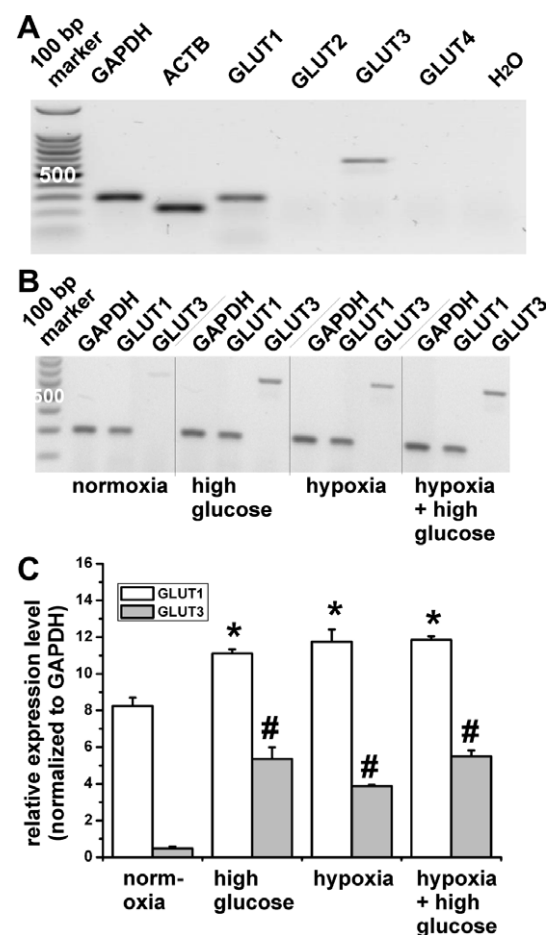 A
100 bp
marker
GAPDH
ACTB
GLUT1
GLUT2
GLUT3
GLUT4
H2O
500
B
100 bp
marker
GAPDH
GLUT1
GLUT3
GAPDH
GLUT1
GLUT3
GAPDH
GLUT1
GLUT3
GAPDH
GLUT1
GLUT3
500
normoxia
high
glucose
hypoxia
hypoxia
+ high
glucose
C
relative expression level
(normalized to GAPDH)
16
14
12
10
8
6
4
2
0
GLUT1
GLUT3
*
*
*
#
#
#
norm-
oxia
high
glucose
hypoxia
hypoxia
+ high
glucose